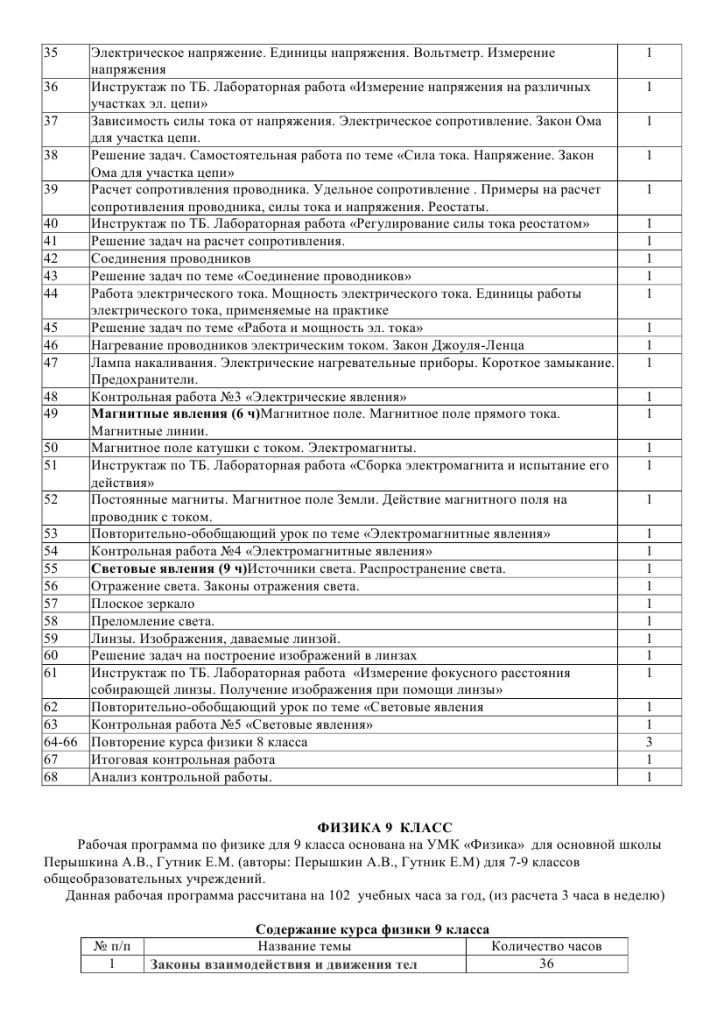 35 Электрическое напряжение. Единицы напряжения. Вольтметр. Измерение 1
напряжения
36 Инструктаж по ТБ. Лабораторная работа «Измерение напряжения на различных 1
участках эл. цепи»
37 Зависимость силы тока от напряжения. Электрическое сопротивление. Закон Ома 1
для участка цепи.
38 Решение задач. Самостоятельная работа по теме «Сила тока. Напряжение. Закон 1
Ома для участка цепи»
39 Расчет сопротивления проводника. Удельное сопротивление . Примеры на расчет 1
сопротивления проводника, силы тока и напряжения. Реостаты.
40 Инструктаж по ТБ. Лабораторная работа «Регулирование силы тока реостатом» 1
41 Решение задач на расчет сопротивления. 1
42 Соединения проводников 1
43 Решение задач по теме «Соединение проводников» 1
44 Работа электрического тока. Мощность электрического тока. Единицы работы 1
электрического тока, применяемые на практике
45 Решение задач по теме «Работа и мощность эл. тока» 1
46 Нагревание проводников электрическим током. Закон Джоуля-Ленца 1
47 Лампа накаливания. Электрические нагревательные приборы. Короткое замыкание. 1
Предохранители.
48 Контрольная работа №3 «Электрические явления» 1
49 Магнитные явления (6 ч)Магнитное поле. Магнитное поле прямого тока. 1
Магнитные линии.
50 Магнитное поле катушки с током. Электромагниты. 1
51 Инструктаж по ТБ. Лабораторная работа «Сборка электромагнита и испытание его 1
действия»
52 Постоянные магниты. Магнитное поле Земли. Действие магнитного поля на 1
проводник с током.
53 Повторительно-обобщающий урок по теме «Электромагнитные явления» 1
54 Контрольная работа №4 «Электромагнитные явления» 1
55 Световые явления (9 ч)Источники света. Распространение света. 1
56 Отражение света. Законы отражения света. 1
57 Плоское зеркало 1
58 Преломление света. 1
59 Линзы. Изображения, даваемые линзой. 1
60 Решение задач на построение изображений в линзах 1
61 Инструктаж по ТБ. Лабораторная работа «Измерение фокусного расстояния 1
собирающей линзы. Получение изображения при помощи линзы»
62 Повторительно-обобщающий урок по теме «Световые явления 1
63 Контрольная работа №5 «Световые явления» 1
64-66 Повторение курса физики 8 класса 3
67 Итоговая контрольная работа 1
68 Анализ контрольной работы. 1
ФИЗИКА 9 КЛАСС
Рабочая программа по физике для 9 класса основана на УМК «Физика» для основной школы
Перышкина А.В., Гутник Е.М. (авторы: Перышкин А.В., Гутник Е.М) для 7-9 классов
общеобразовательных учреждений.
Данная рабочая программа рассчитана на 102 учебных часа за год, (из расчета 3 часа в неделю)
Содержание курса физики 9 класса
№ п/п Название темы Количество часов
1 Законы взаимодействия и движения тел 36